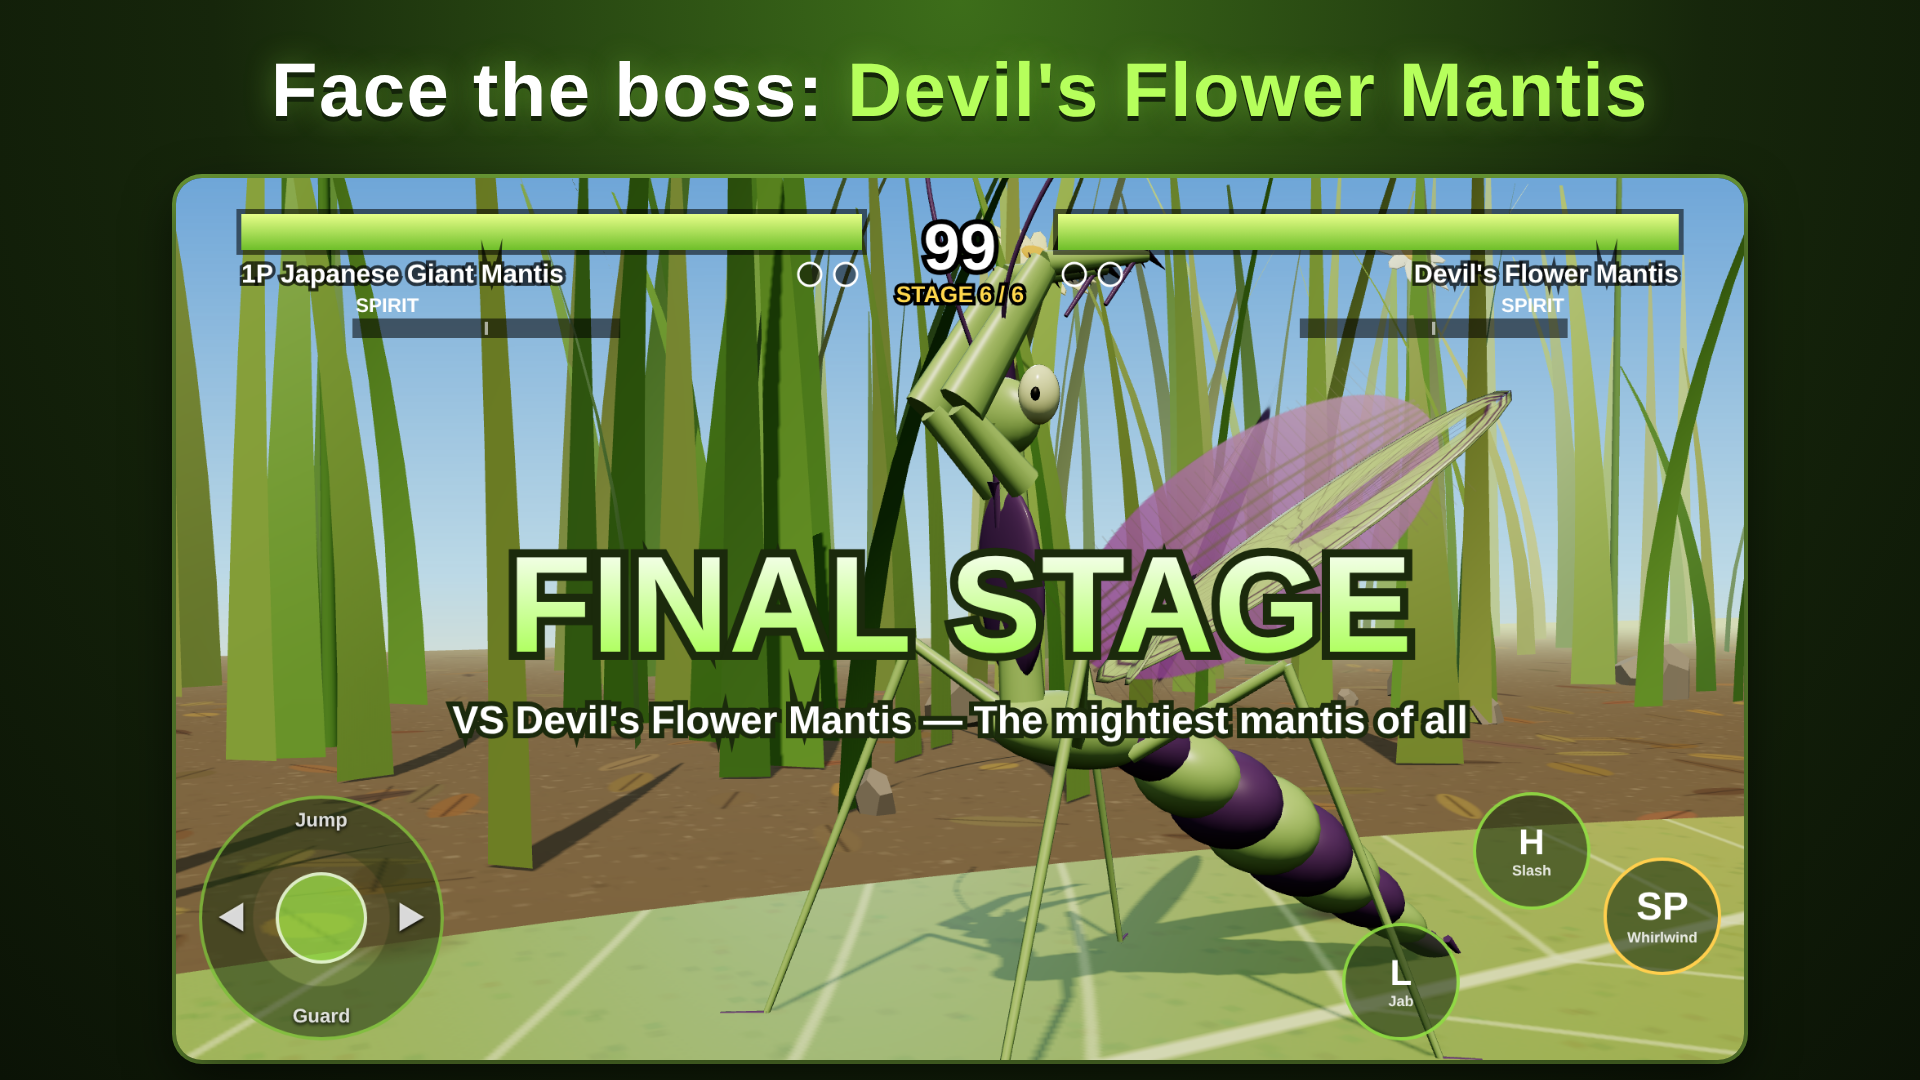 Face the boss: Devil's Flower Mantis
99
STAGE 6 / 6
1P Japanese Giant Mantis
SPIRIT
Devil's Flower Mantis
SPIRIT
FINAL STAGE
VS Devil's Flower Mantis — The mightiest mantis of all
Jump
Guard
H
Slash
SP
Whirlwind
L
Jab